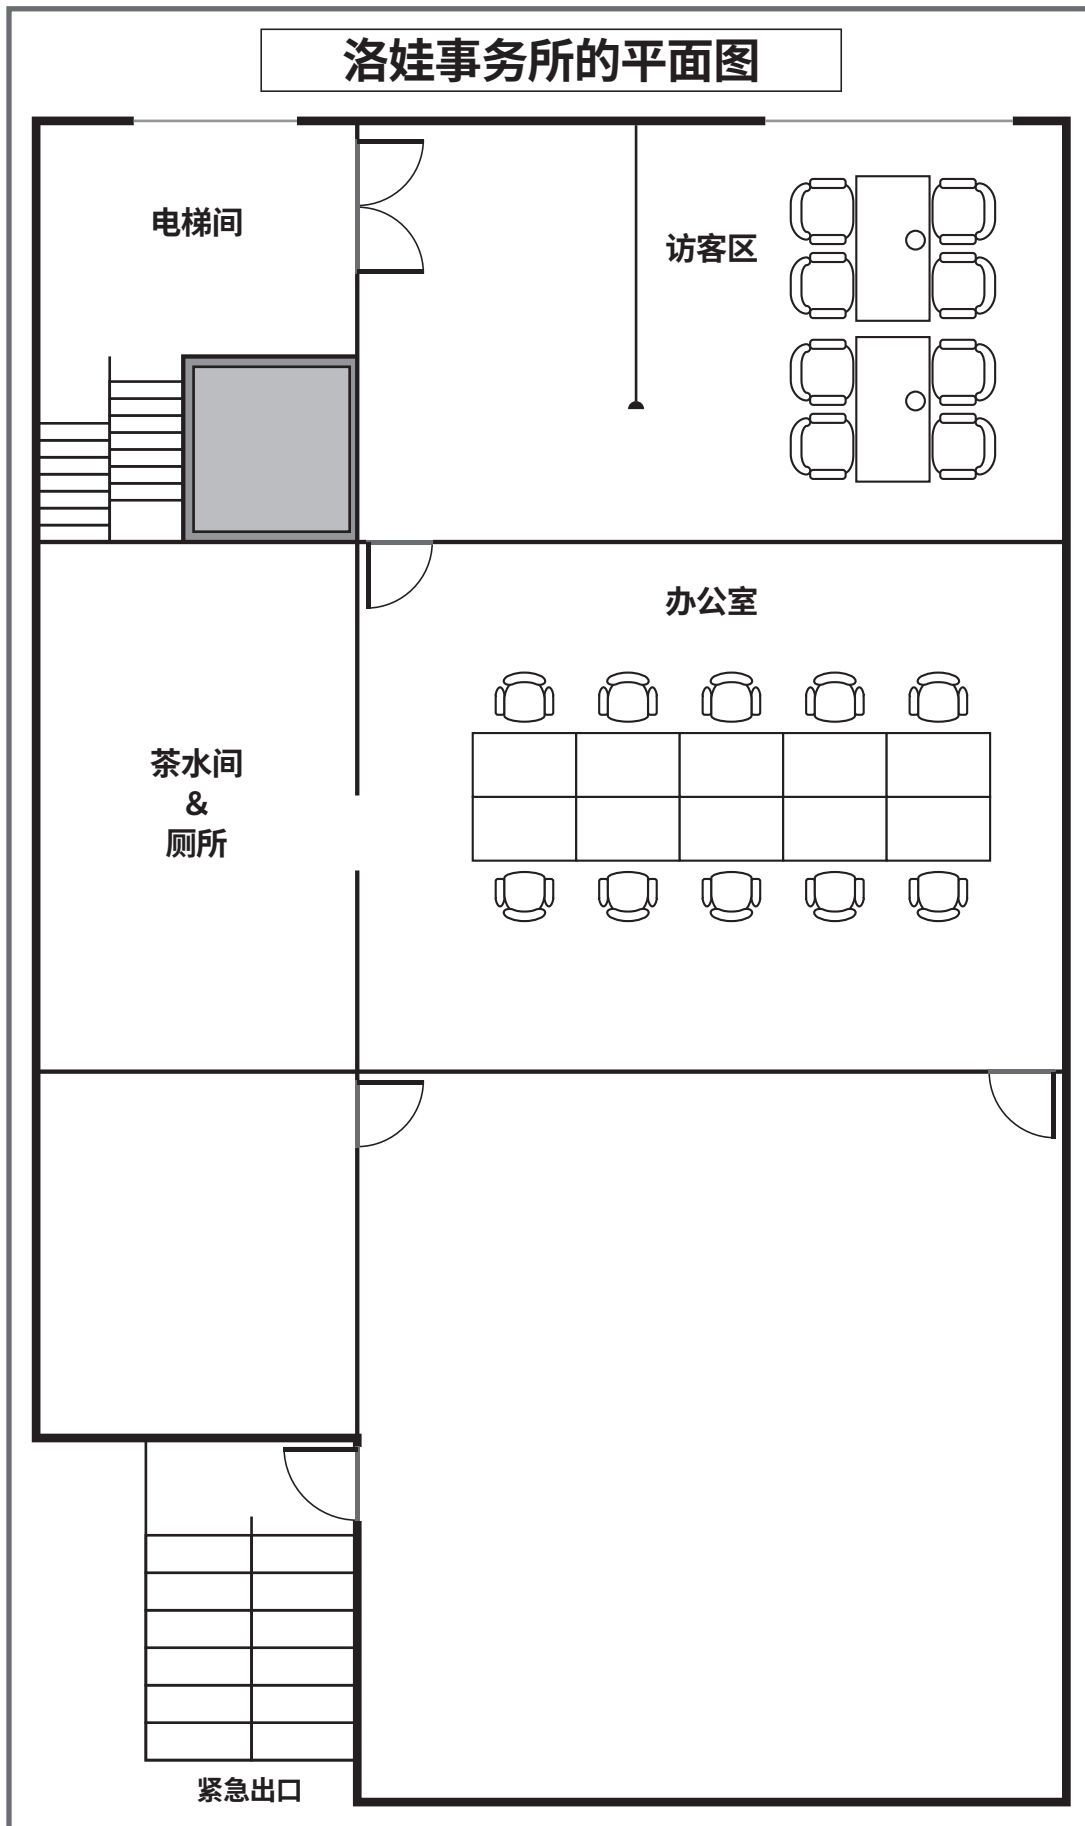 洛娃事务所的平面图
电梯间
访客区
办公室
茶水间
&
厕所
紧急出口